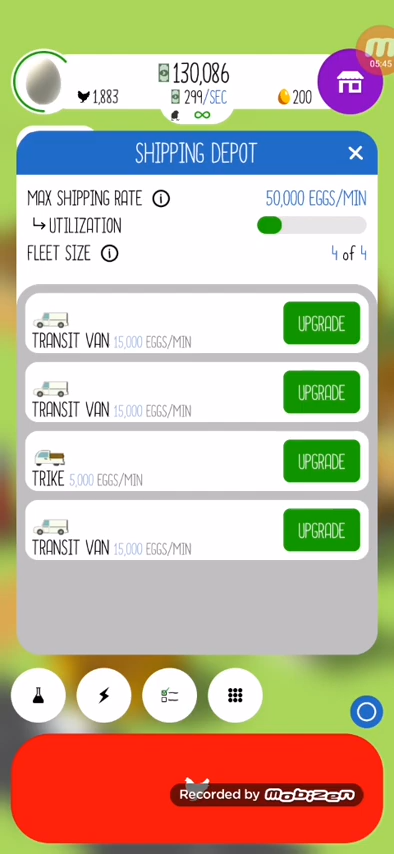 05:45
130,086
1,883
299/SEC
200
SHIPPING DEPOT
MAX SHIPPING RATE 50,000 EGGS/MIN
UTILIZATION
FLEET SIZE 4 of 4
TRANSIT VAN 15,000 EGGS/MIN
UPGRADE
TRANSIT VAN 15,000 EGGS/MIN
UPGRADE
TRIKE 5,000 EGGS/MIN
UPGRADE
TRANSIT VAN 15,000 EGGS/MIN
UPGRADE
Recorded by mobizen